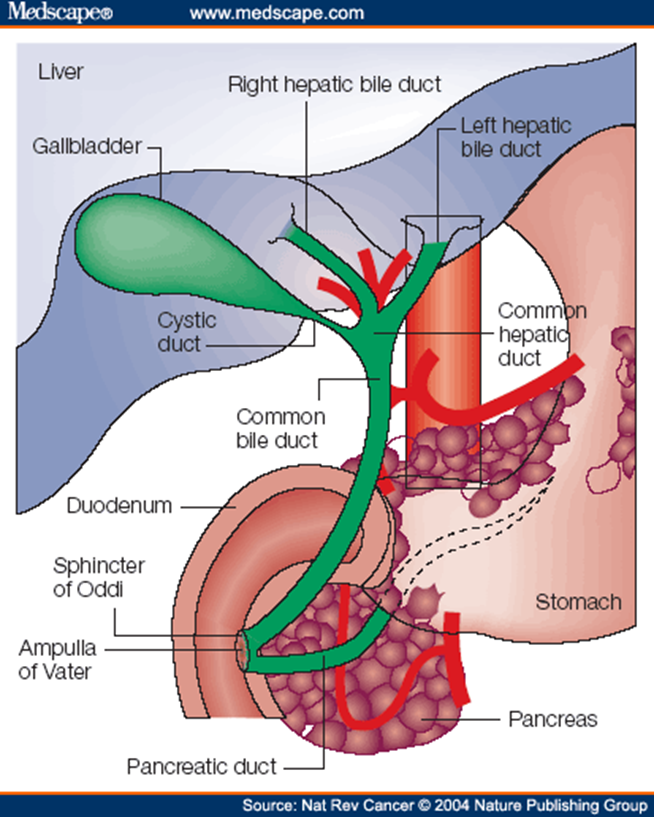 Medscape® www.medscape.com
Liver
Right hepatic bile duct
Left hepatic
bile duct
Gallbladder
Cystic
duct
Common
hepatic
duct
Common
bile duct
Duodenum
Sphincter
of Oddi
Stomach
Ampulla
of Vater
Pancreas
Pancreatic duct
Source: Nat Rev Cancer © 2004 Nature Publishing Group